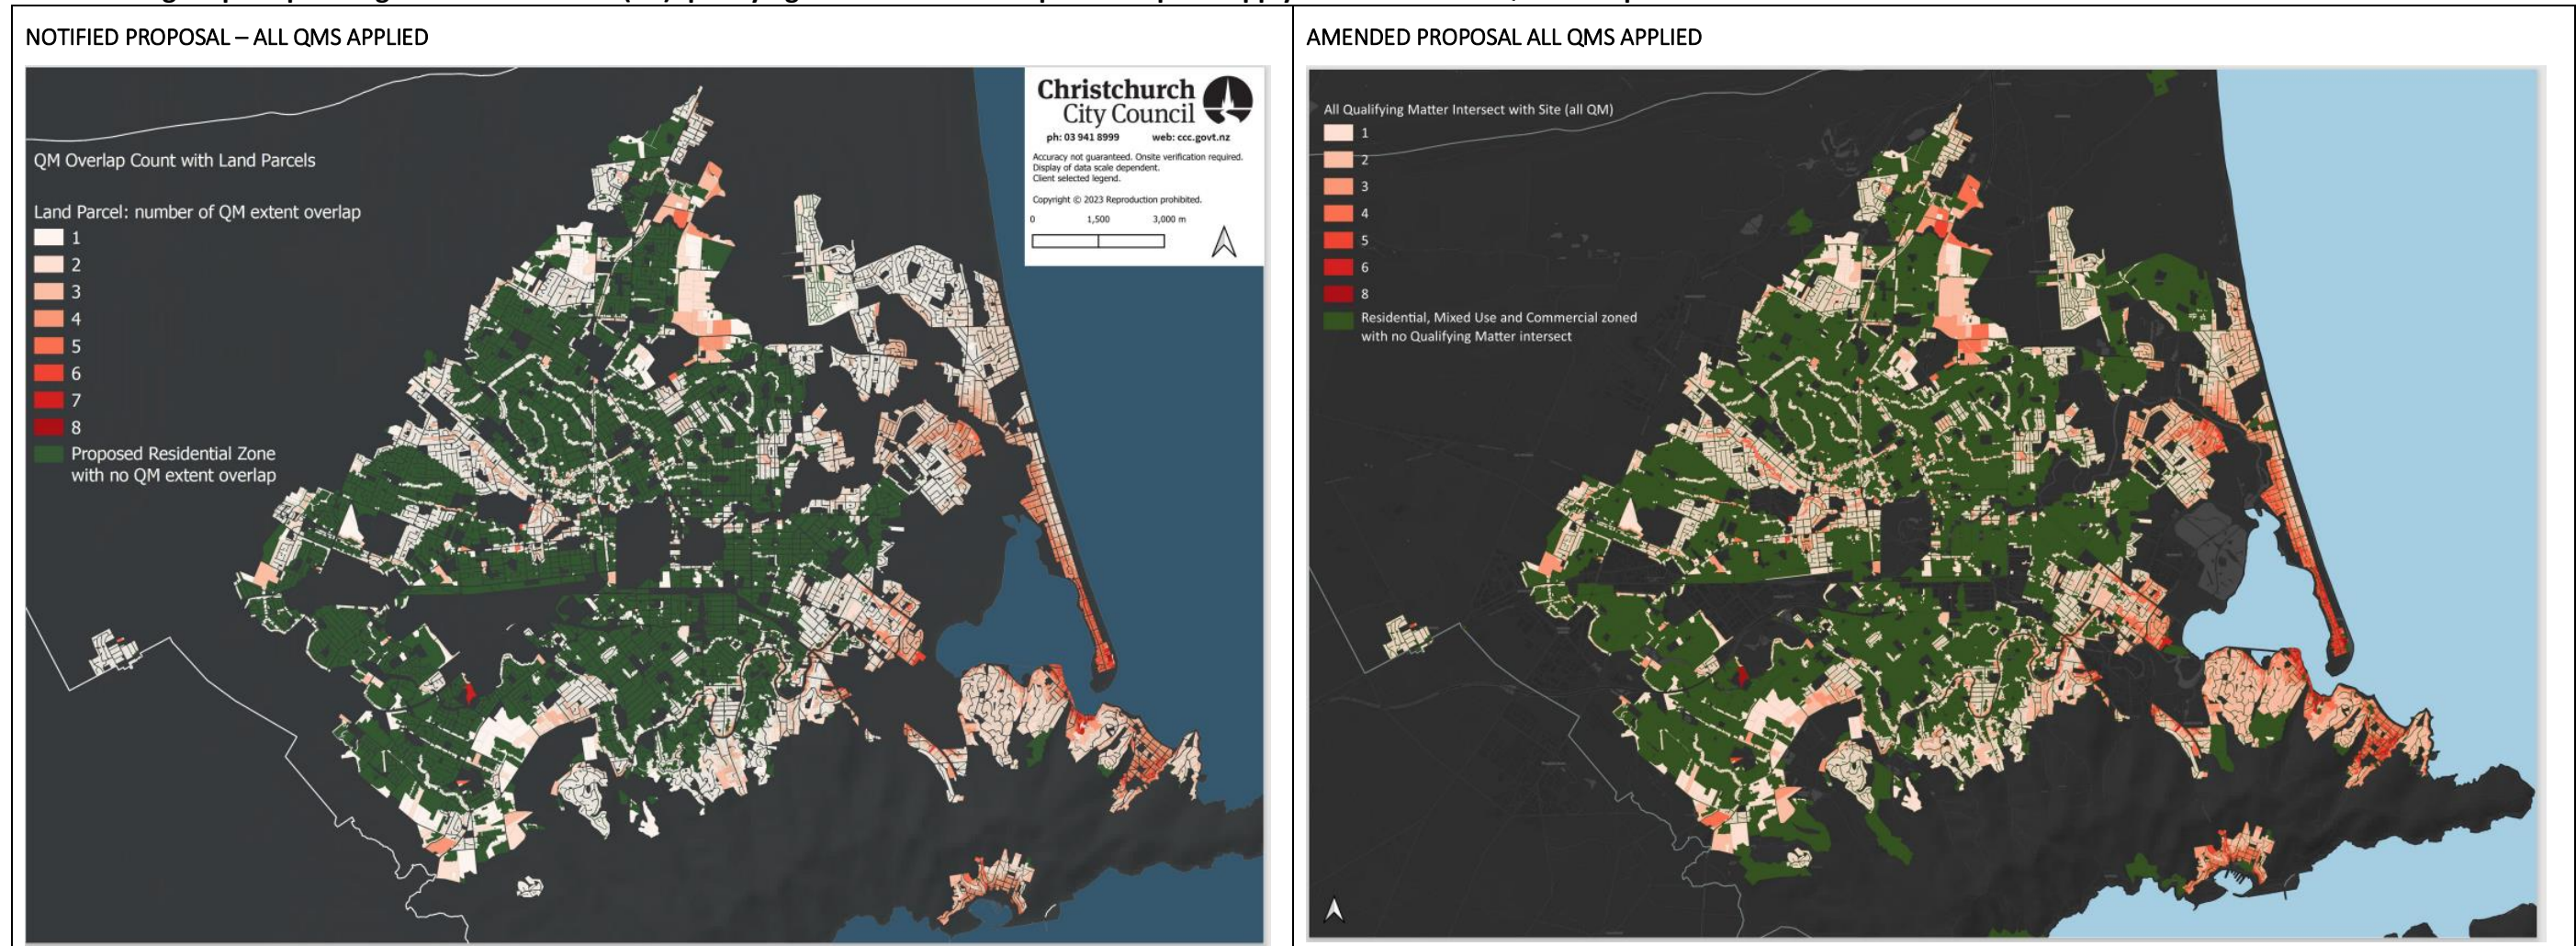 NOTIFIED PROPOSAL – ALL QMS APPLIED
QM Overlap Count with Land Parcels
Land Parcel: number of QM extent overlap
1
2
3
4
5
6
7
8
Proposed Residential Zone
with no QM extent overlap
Christchurch
City Council
ph: 03 941 8999 web: ccc.govt.nz
Accuracy not guaranteed. Onsite verification required.
Display of data scale dependent.
Client selected legend.
Copyright © 2023 Reproduction prohibited.
0 1,500 3,000 m
AMENDED PROPOSAL ALL QMS APPLIED
All Qualifying Matter Intersect with Site (all QM)
1
2
3
4
5
6
8
Residential, Mixed Use and Commercial zoned
with no Qualifying Matter intersect